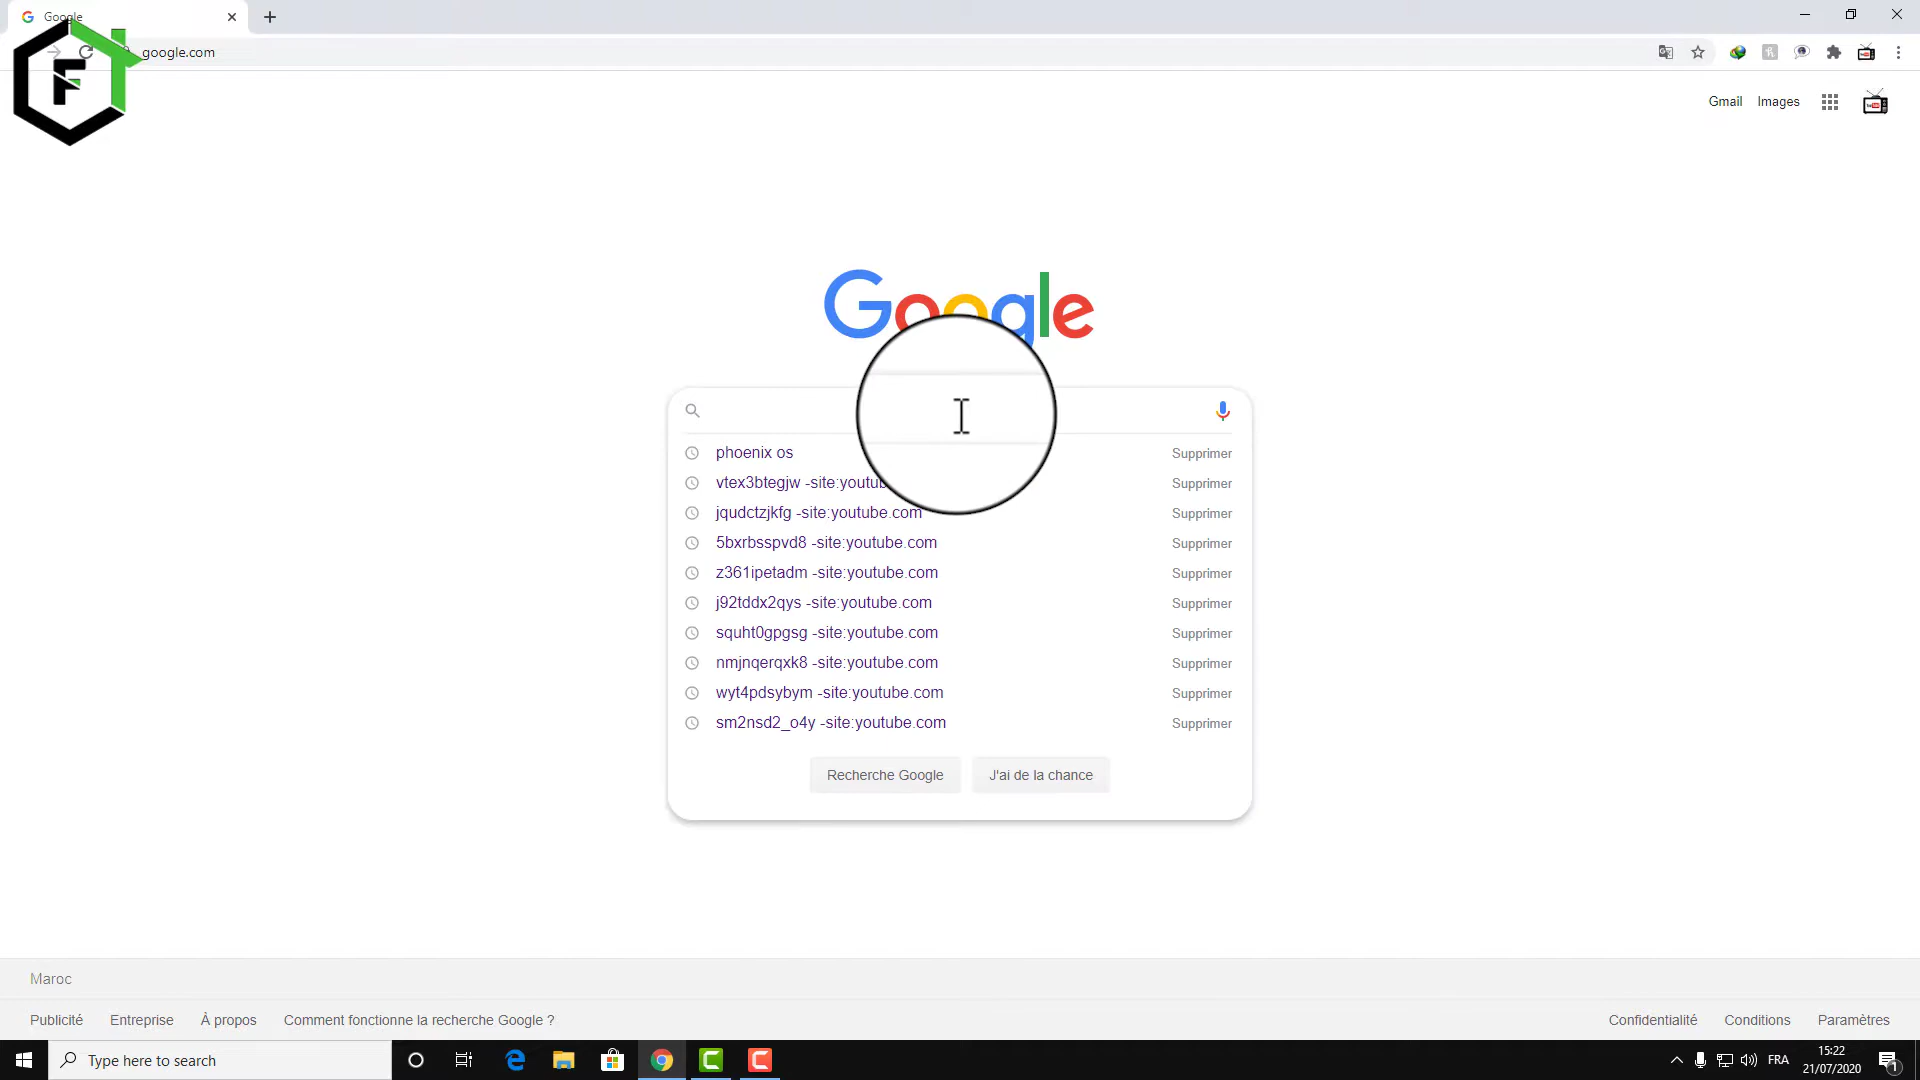 Google
google.com
Gmail Images
Google
phoenix os Supprimer
vtex3btegjw -site:youtub Supprimer
jqudctzjkfg -site:youtube.com Supprimer
5bxrbsspvd8 -site:youtube.com Supprimer
z361ipetadm -site:youtube.com Supprimer
j92tddx2qys -site:youtube.com Supprimer
squht0gpgsg -site:youtube.com Supprimer
nmjnqerqxk8 -site:youtube.com Supprimer
wyt4pdsybym -site:youtube.com Supprimer
sm2nsd2_o4y -site:youtube.com Supprimer
Recherche Google J'ai de la chance
Maroc
Publicité Entreprise À propos Comment fonctionne la recherche Google ? Confidentialité Conditions Paramètres
Type here to search FRA 15:22
21/07/2020 1